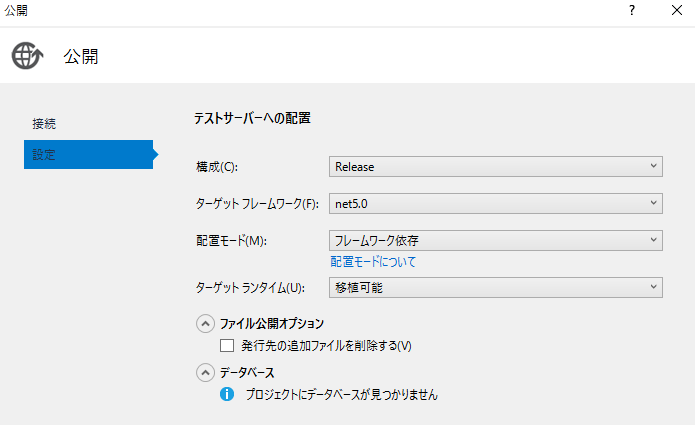 公開
? ×
公開
接続
設定
テストサーバーへの配置
構成(C):
Release
ターゲット フレームワーク(F):
net5.0
配置モード(M):
フレームワーク依存
配置モードについて
ターゲット ランタイム(U):
移植可能
ファイル公開オプション
発行先の追加ファイルを削除する(V)
データベース
プロジェクトにデータベースが見つかりません